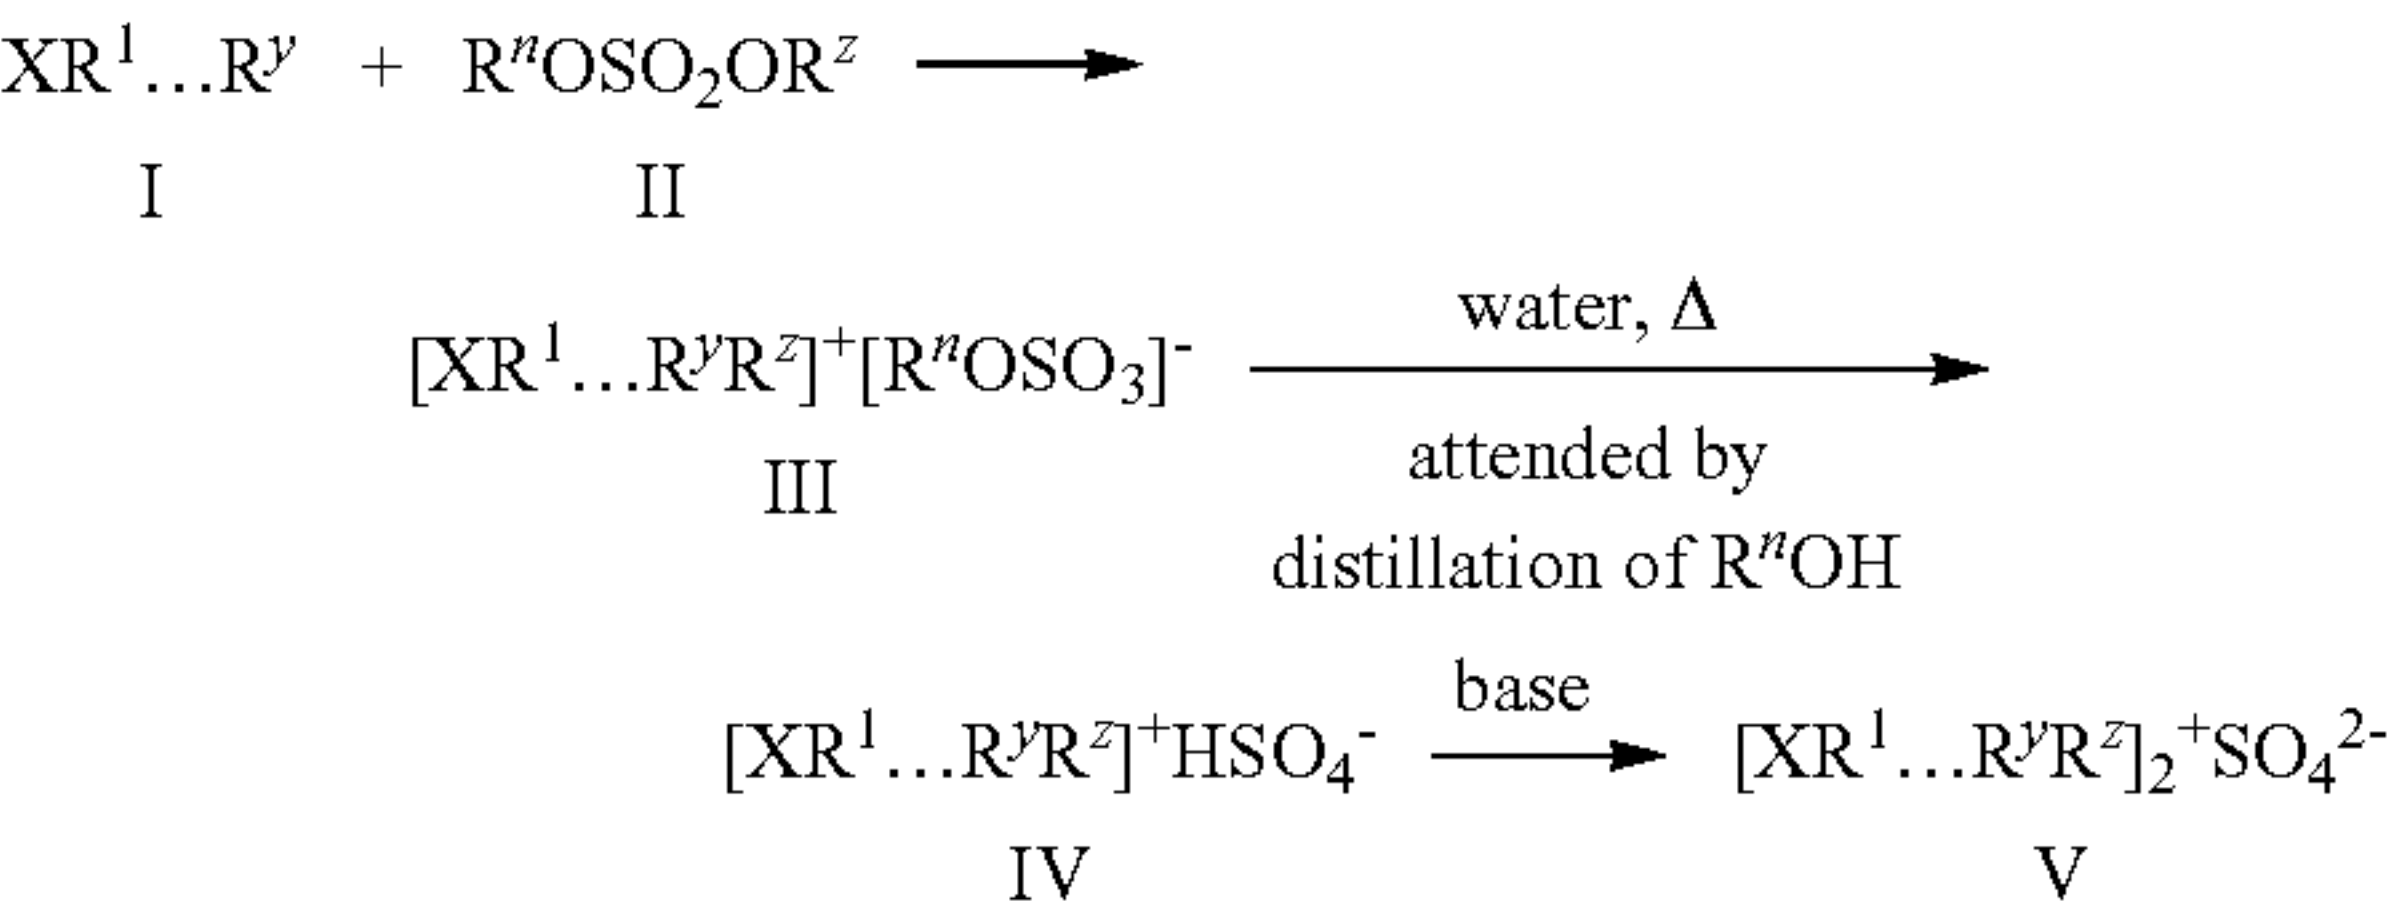 XR¹...Rʸ + RⁿOSO₂ORᶻ
I II
water, Δ
[XR¹...RʸRᶻ]⁺[RⁿOSO₃]⁻
attended by
III
distillation of RⁿOH
base
[XR¹...RʸRᶻ]⁺HSO₄⁻ [XR¹...RʸRᶻ]₂⁺SO₄²⁻
IV V